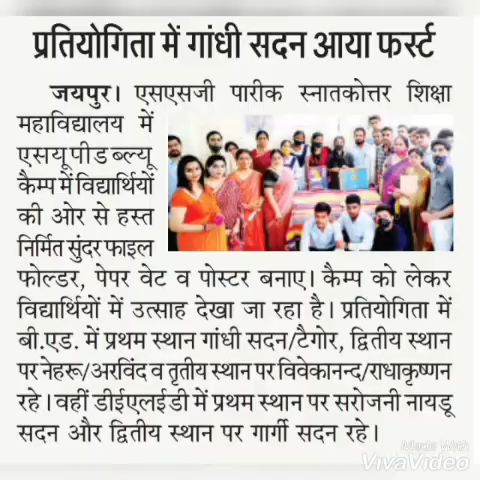 प्रतियोगिता में गांधी सदन आया फर्स्ट
जयपुर। एसएसजी पारीक स्नातकोत्तर शिक्षा
महाविद्यालय में
एसयूपीडब्ल्यू
कैम्प में विद्यार्थियों
की ओर से हस्त
निर्मित सुंदर फाइल
फोल्डर, पेपर वेट व पोस्टर बनाए। कैम्प को लेकर
विद्यार्थियों में उत्साह देखा जा रहा है। प्रतियोगिता में
बी.एड. में प्रथम स्थान गांधी सदन/टैगोर, द्वितीय स्थान
पर नेहरू/अरविंद व तृतीय स्थान पर विवेकानन्द/राधाकृष्णन
रहे। वहीं डीईएलईडी में प्रथम स्थान पर सरोजनी नायडू
सदन और द्वितीय स्थान पर गार्गी सदन रहे।
Made With
VivaVideo